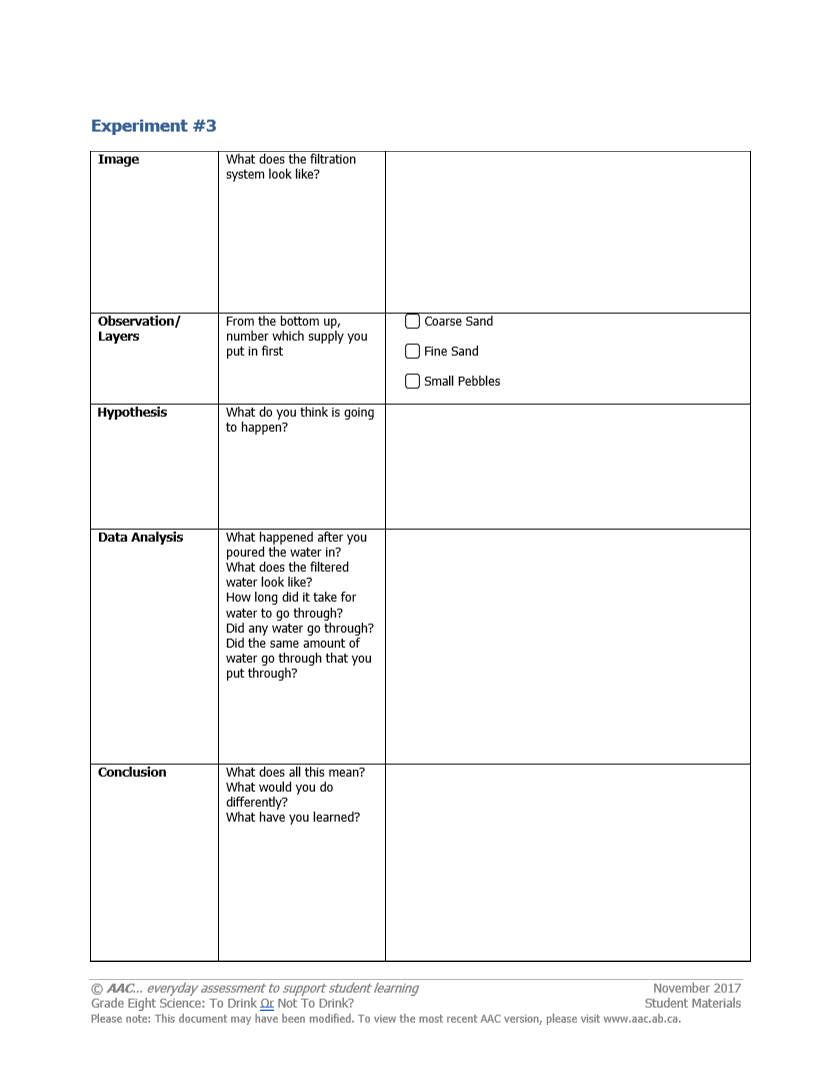 Experiment #3
Image
What does the filtration
system look like?
Observation/
Layers
From the bottom up,
number which supply you
put in first
Coarse Sand
Fine Sand
Small Pebbles
Hypothesis
What do you think is going
to happen?
Data Analysis
What happened after you
poured the water in?
What does the filtered
water look like?
How long did it take for
water to go through?
Did any water go through?
Did the same amount of
water go through that you
put through?
Conclusion
What does all this mean?
What would you do
differently?
What have you learned?
© AAC... everyday assessment to support student learning November 2017
Grade Eight Science: To Drink Or Not To Drink? Student Materials
Please note: This document may have been modified. To view the most recent AAC version, please visit www.aac.ab.ca.